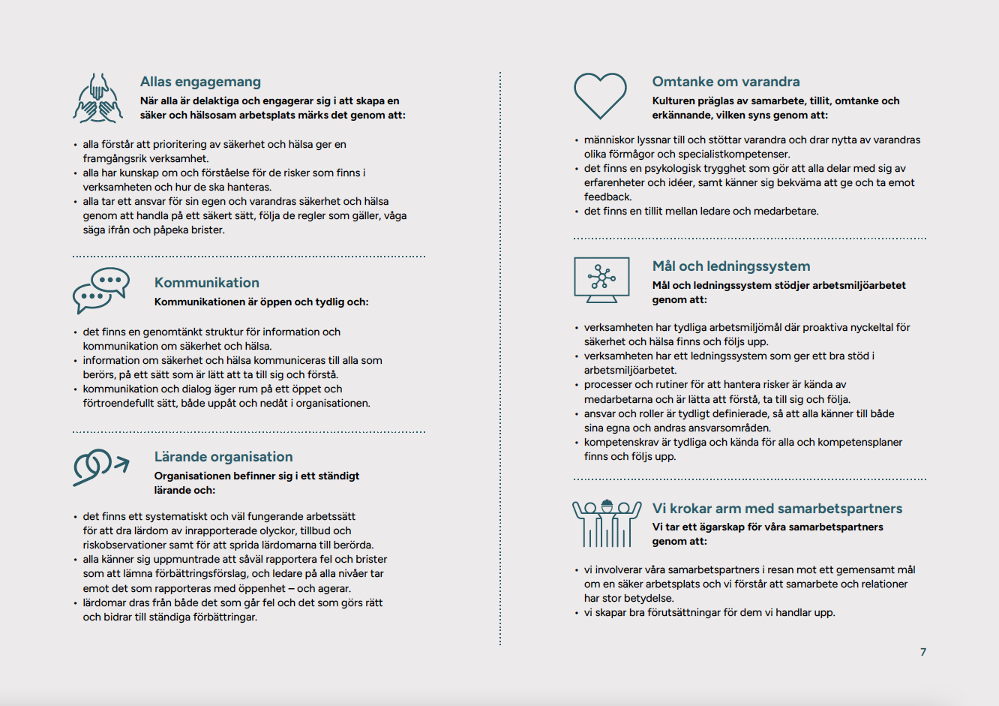 Allas engagemang
När alla är delaktiga och engagerar sig i att skapa en
säker och hälsosam arbetsplats märks det genom att:
• alla förstår att prioritering av säkerhet och hälsa ger en
framgångsrik verksamhet.
• alla har kunskap om och förståelse för de risker som finns i
verksamheten och hur de ska hanteras.
• alla tar ett ansvar för sin egen och varandras säkerhet och hälsa
genom att handla på ett säkert sätt, följa de regler som gäller, våga
säga ifrån och påpeka brister.
Kommunikation
Kommunikationen är öppen och tydlig och:
• det finns en genomtänkt struktur för information och
kommunikation om säkerhet och hälsa.
• information om säkerhet och hälsa kommuniceras till alla som
berörs, på ett sätt som är lätt att ta till sig och förstå.
• kommunikation och dialog äger rum på ett öppet och
förtroendefullt sätt, både uppåt och nedåt i organisationen.
Lärande organisation
Organisationen befinner sig i ett ständigt
lärande och:
• det finns ett systematiskt och väl fungerande arbetssätt
för att dra lärdom av inrapporterade olyckor, tillbud och
riskobservationer samt för att sprida lärdomarna till berörda.
• alla känner sig uppmuntrade att såväl rapportera fel och brister
som att lämna förbättringsförslag, och ledare på alla nivåer tar
emot det som rapporteras med öppenhet – och agerar.
• lärdomar dras från både det som går fel och det som görs rätt
och bidrar till ständiga förbättringar.
Omtanke om varandra
Kulturen präglas av samarbete, tillit, omtanke och
erkännande, vilken syns genom att:
• människor lyssnar till och stöttar varandra och drar nytta av varandras
olika förmågor och specialistkompetenser.
• det finns en psykologisk trygghet som gör att alla delar med sig av
erfarenheter och idéer, samt känner sig bekväma att ge och ta emot
feedback.
• det finns en tillit mellan ledare och medarbetare.
Mål och ledningssystem
Mål och ledningssystem stödjer arbetsmiljöarbetet
genom att:
• verksamheten har tydliga arbetsmiljömål där proaktiva nyckeltal för
säkerhet och hälsa finns och följs upp.
• verksamheten har ett ledningssystem som ger ett bra stöd i
arbetsmiljöarbetet.
• processer och rutiner för att hantera risker är kända av
medarbetarna och är lätta att förstå, ta till sig och följa.
• ansvar och roller är tydligt definierade, så att alla känner till både
sina egna och andras ansvarsområden.
• kompetenskrav är tydliga och kända för alla och kompetensplaner
finns och följs upp.
Vi krokar arm med samarbetspartners
Vi tar ett ägarskap för våra samarbetspartners
genom att:
• vi involverar våra samarbetspartners i resan mot ett gemensamt mål
om en säker arbetsplats och vi förstår att samarbete och relationer
har stor betydelse.
• vi skapar bra förutsättningar för dem vi handlar upp.
7